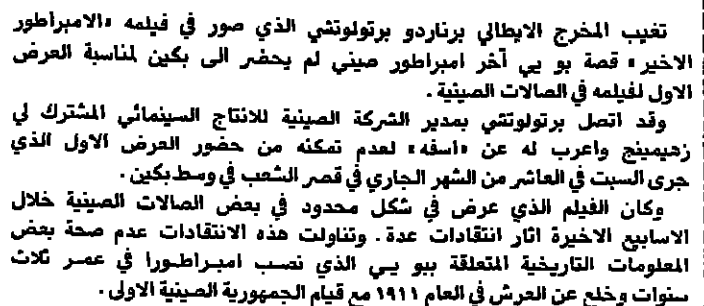 تغيب المخرج الايطالي برناردو برتولوتشي الذي صور في فيلمه «الامبراطور
الاخير» قصة بو يي آخر امبراطور صيني لم يحضر الى بكين لمناسبة العرض
الاول لفيلمه في الصالات الصينية.
وقد اتصل برتولوتشي بمدير الشركة الصينية للانتاج السينمائي المشترك لي
زهيمينج واعرب له عن «اسفه» لعدم تمكنه من حضور العرض الاول الذي
جرى السبت في العاشر من الشهر الجاري في قصر الشعب في وسط بكين.
وكان الفيلم الذي عرض في شكل محدود في بعض الصالات الصينية خلال
الاسابيع الاخيرة اثار انتقادات عدة. وتناولت هذه الانتقادات عدم صحة بعض
المعلومات التاريخية المتعلقة ببو يـي الذي نصب امبـراطـورا في عمـر ثلاث
سنوات وخلع عن العرش في العام ١٩١١ مع قيام الجمهورية الصينية الاولى.